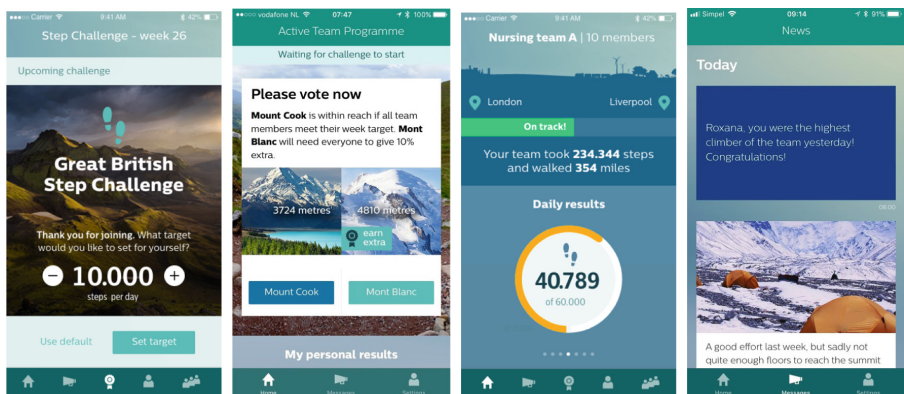 Carrier 9:41 AM 42%
Step Challenge - week 26
Upcoming challenge
Great British
Step Challenge
Thank you for joining. What target
would you like to set for yourself?
10.000
steps per day
Use default
Set target
vodafone NL 07:47 100%
Active Team Programme
Waiting for challenge to start
Please vote now
Mount Cook is within reach if all team
members meet their week target. Mont
Blanc will need everyone to give 10%
extra.
3724 metres
4810 metres
earn
extra
Mount Cook
Mont Blanc
My personal results
Home
Messages
Settings
Carrier 9:41 AM 42%
Nursing team A | 10 members
London
Liverpool
On track!
Your team took 234.344 steps
and walked 354 miles
Daily results
40.789
of 60.000
Simpel 09:14 91%
News
Today
Roxana, you were the highest
climber of the team yesterday!
Congratulations!
06:00
A good effort last week, but sadly not
quite enough floors to reach the summit
Home
Messages
Settings